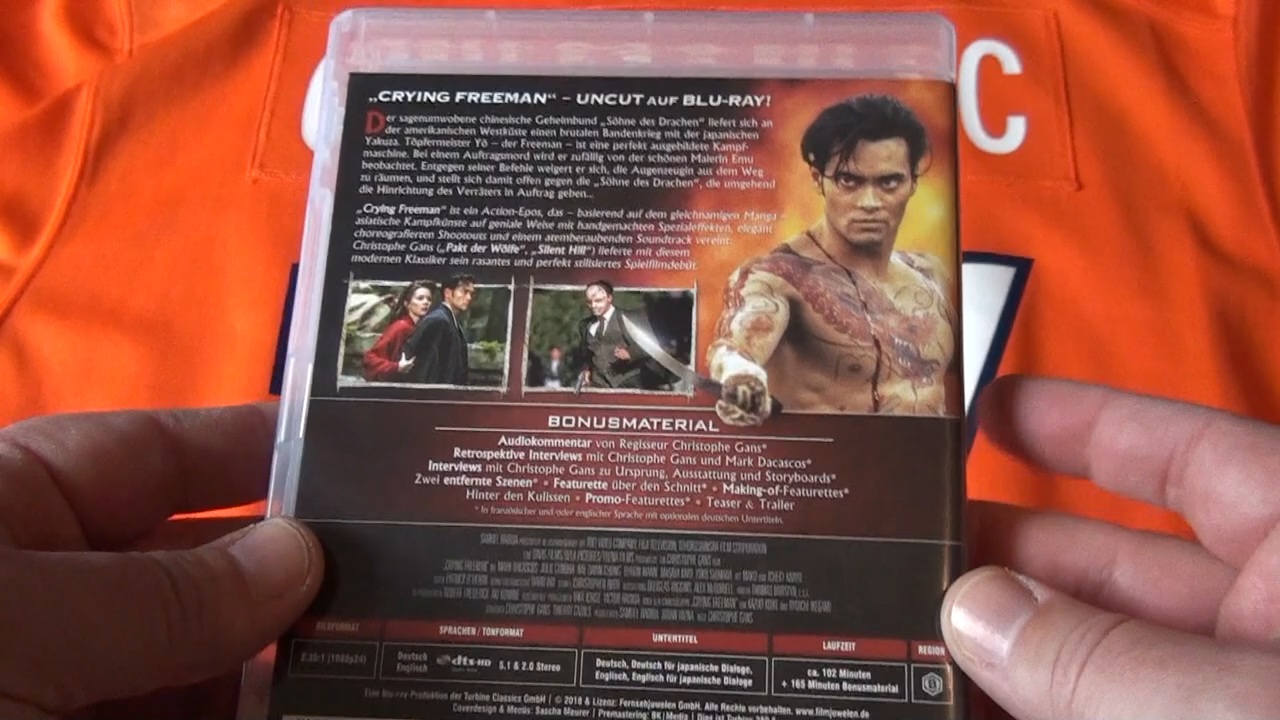 C
„CRYING FREEMAN“ – UNCUT AUF BLU-RAY!
Der sagenumwobene chinesische Geheimbund „Söhne des Drachen“ liefert sich an
der amerikanischen Westküste einen brutalen Bandenkrieg mit der japanischen
Yakuza. Töpfermeister Yō – der Freeman – ist eine perfekt ausgebildete Kampf-
maschine. Bei einem Auftragsmord wird er zufällig von der schönen Malerin Emu
beobachtet. Entgegen seiner Befehle weigert er sich, die Augenzeugin aus dem Weg
zu räumen, und stellt sich damit offen gegen die „Söhne des Drachen“, die umgehend
die Hinrichtung des Verräters in Auftrag geben...
„Crying Freeman“ ist ein Action-Epos, das – basierend auf dem gleichnamigen Manga –
asiatische Kampfkünste auf geniale Weise mit handgemachten Spezialeffekten, elegant
choreografierten Shootouts und einem atemberaubenden Soundtrack vereint.
Christophe Gans („Pakt der Wölfe“, „Silent Hill“) lieferte mit diesem
modernen Klassiker sein rasantes und perfekt stilisiertes Spielfilmdebüt.
BONUSMATERIAL
Audiokommentar von Regisseur Christophe Gans*
Retrospektive Interviews mit Christophe Gans und Mark Dacascos*
Interviews mit Christophe Gans zu Ursprung, Ausstattung und Storyboards*
Zwei entfernte Szenen* • Featurette über den Schnitt* • Making-of-Featurettes*
Hinter den Kulissen • Promo-Featurettes* • Teaser & Trailer
* In französischer und/oder englischer Sprache mit optionalen deutschen Untertiteln.
BILDFORMAT
2.35:1 (1080p24)
SPRACHEN / TONFORMAT
Deutsch
Englisch
dts-HD
5.1 & 2.0 Stereo
UNTERTITEL
Deutsch, Deutsch für japanische Dialoge,
Englisch, Englisch für japanische Dialoge
LAUFZEIT
ca. 102 Minuten
+ 165 Minuten Bonusmaterial
REGION
B
Eine Blu-ray-Produktion der Turbine Classics GmbH | © 2018 & Lizenz: Fernsehjuwelen GmbH. Alle Rechte vorbehalten. www.filmjuwelen.de
Coverdesign & Menüs: Sascha Maurer | Premastering: BK Media | Dies ist Turbine